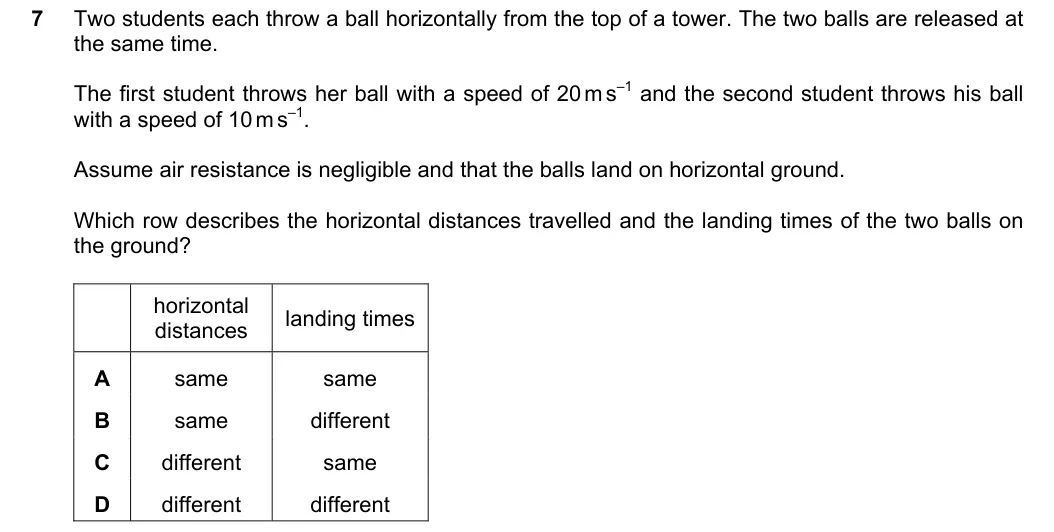 7 Two students each throw a ball horizontally from the top of a tower. The two balls are released at
the same time.
The first student throws her ball with a speed of 20 m s⁻¹ and the second student throws his ball
with a speed of 10 m s⁻¹.
Assume air resistance is negligible and that the balls land on horizontal ground.
Which row describes the horizontal distances travelled and the landing times of the two balls on
the ground?
horizontal
distances
landing times
A same same
B same different
C different same
D different different